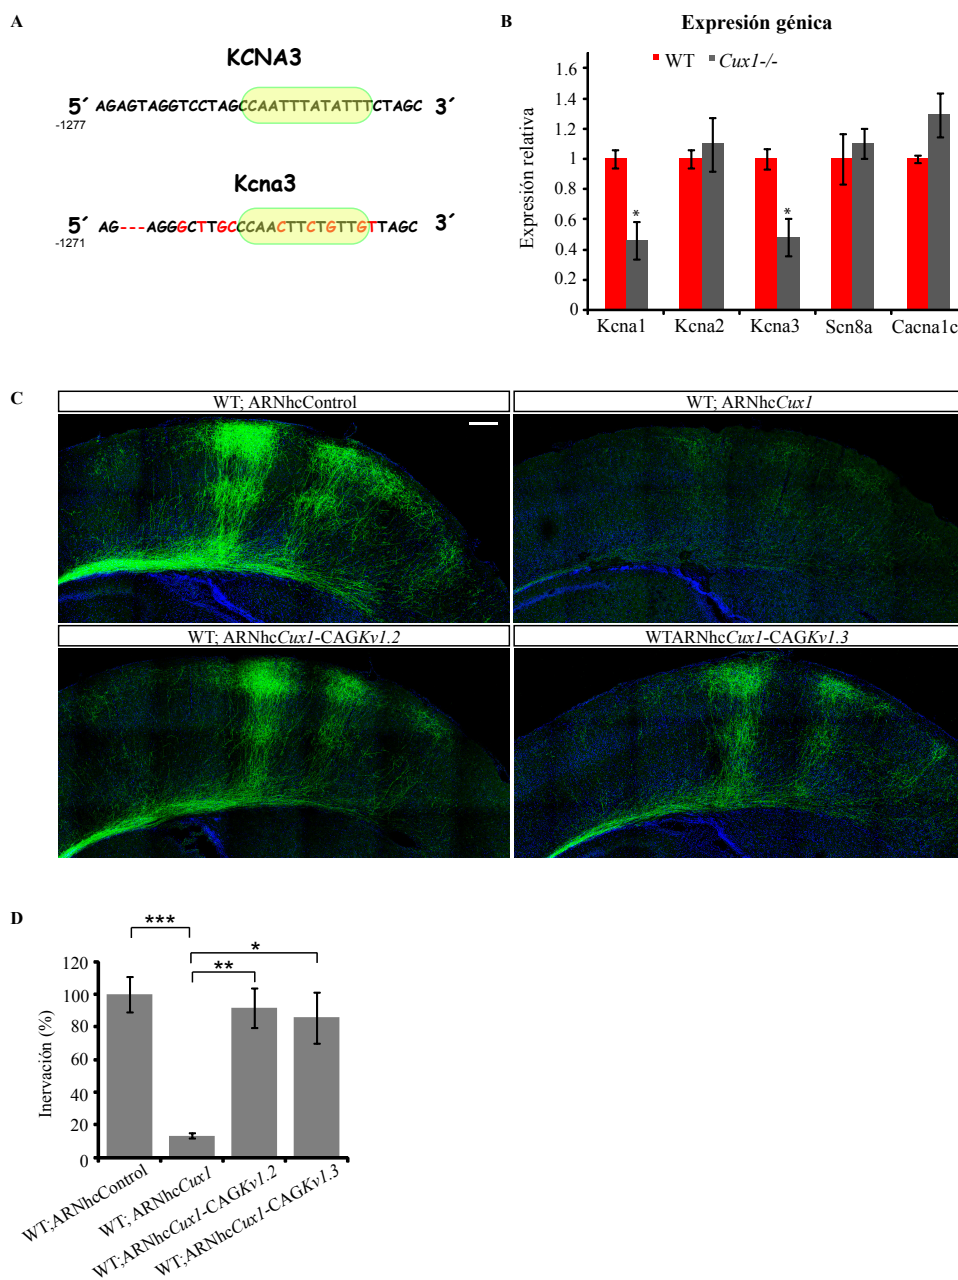 A
KCNA3
5´ AGAGTAGGTCCTAGCCAATTTATATTTCTAGC 3´
-1277
Kcna3
5´ AG---AGGGCTTGCCCAACTTCTGTTGTTAGC 3´
-1271
B
Expresión génica
WT Cux1-/-
Expresión relativa
1.6
1.4
1.2
1
0.8
0.6
0.4
0.2
0
*
*
Kcna1 Kcna2 Kcna3 Scn8a Cacna1c
C
WT; ARNhcControl
WT; ARNhcCux1
WT; ARNhcCux1-CAGKv1.2
WTARNhcCux1-CAGKv1.3
D
***
*
**
Inervación (%)
120
100
80
60
40
20
0
WT;ARNhcControl
WT; ARNhcCux1
WT;ARNhcCux1-CAGKv1.2
WT;ARNhcCux1-CAGKv1.3